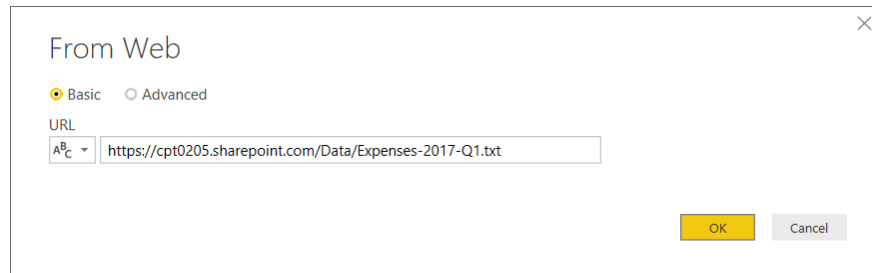 From Web
Basic Advanced
URL
ABC https://cpt0205.sharepoint.com/Data/Expenses-2017-Q1.txt
OK Cancel